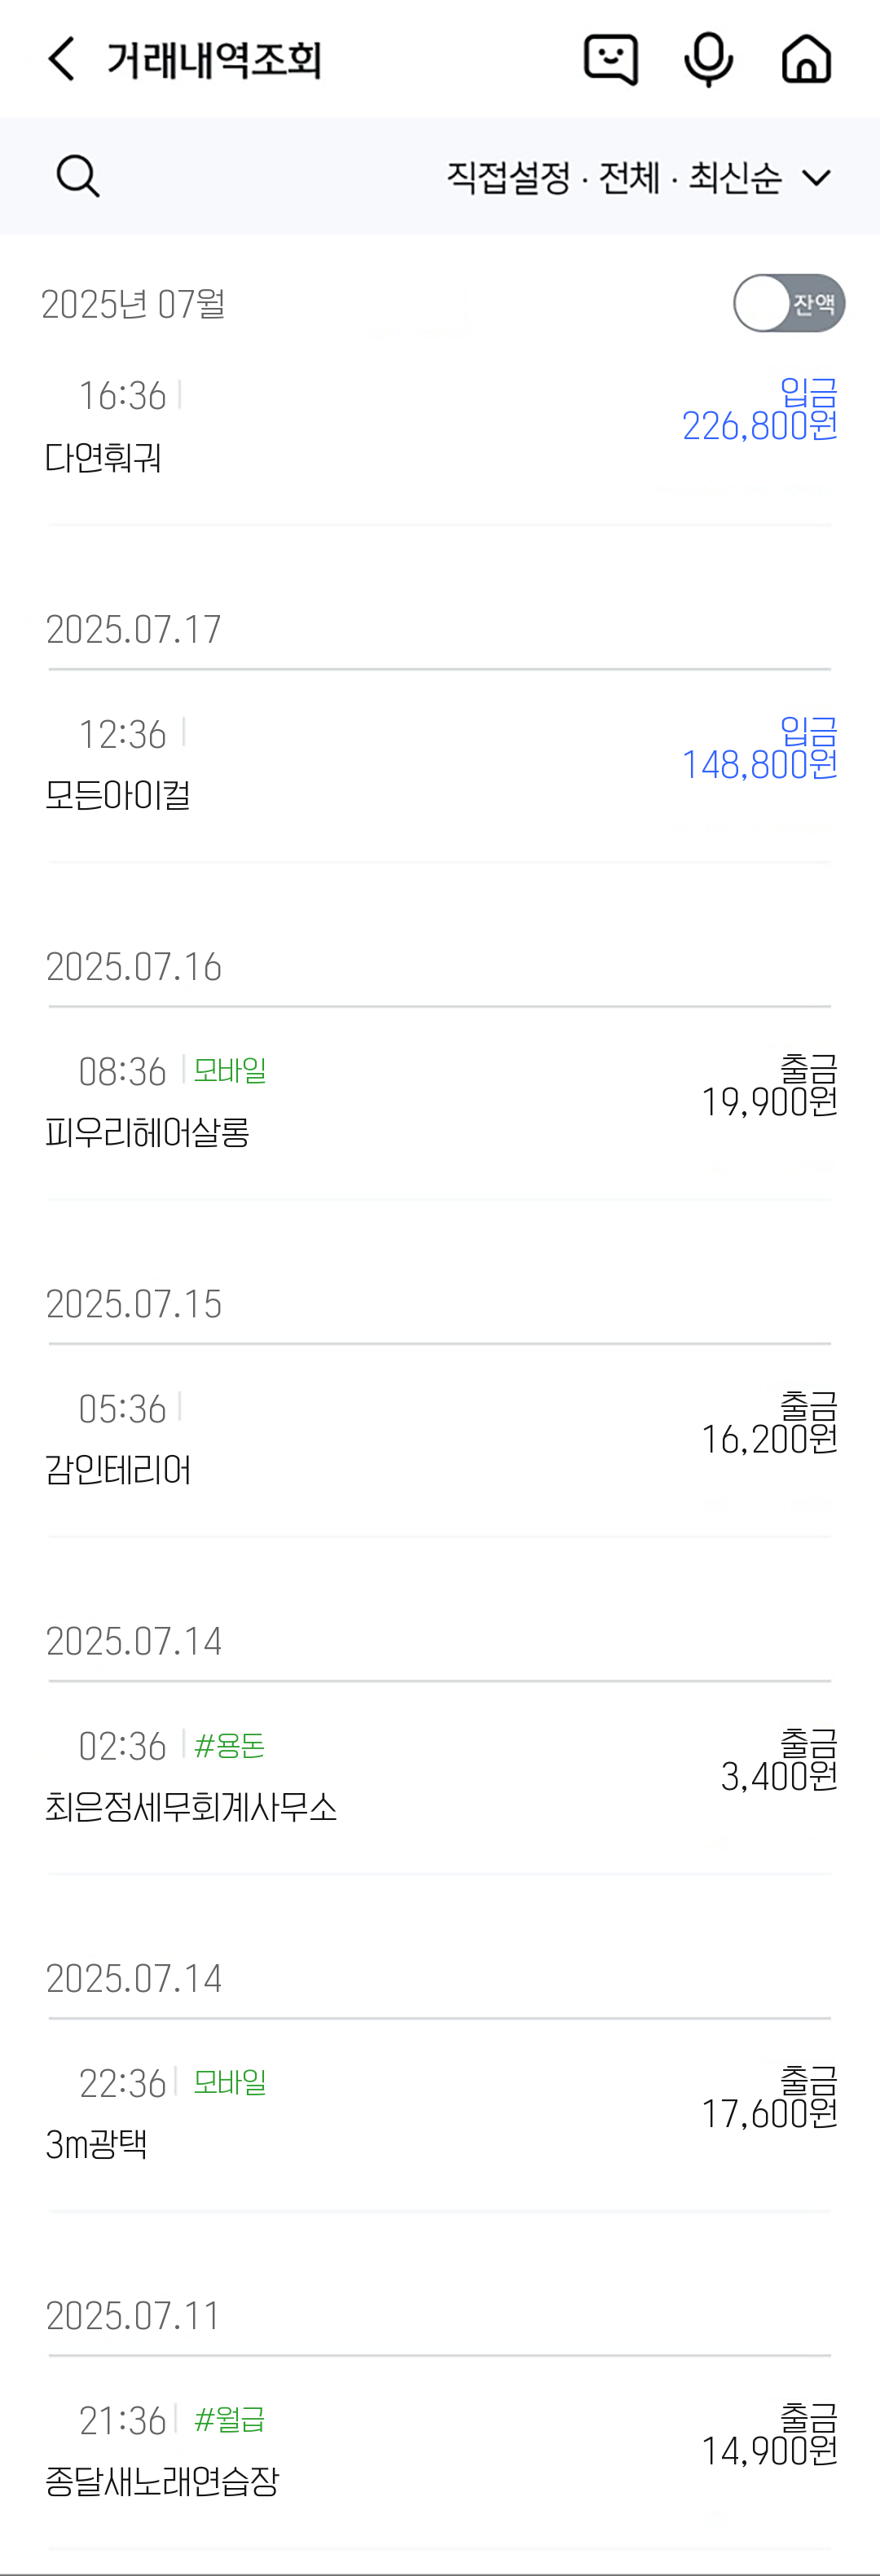 거래내역조회
직접설정 · 전체 · 최신순
2025년 07월
잔액
16:36
입금
226,800원
다연훠궈
2025.07.17
12:36
입금
148,800원
모든아이컬
2025.07.16
08:36 모바일
출금
19,900원
피우리헤어살롱
2025.07.15
05:36
출금
16,200원
감인테리어
2025.07.14
02:36 #용돈
출금
3,400원
최은정세무회계사무소
2025.07.14
22:36 모바일
출금
17,600원
3m광택
2025.07.11
21:36 #월급
출금
14,900원
종달새노래연습장